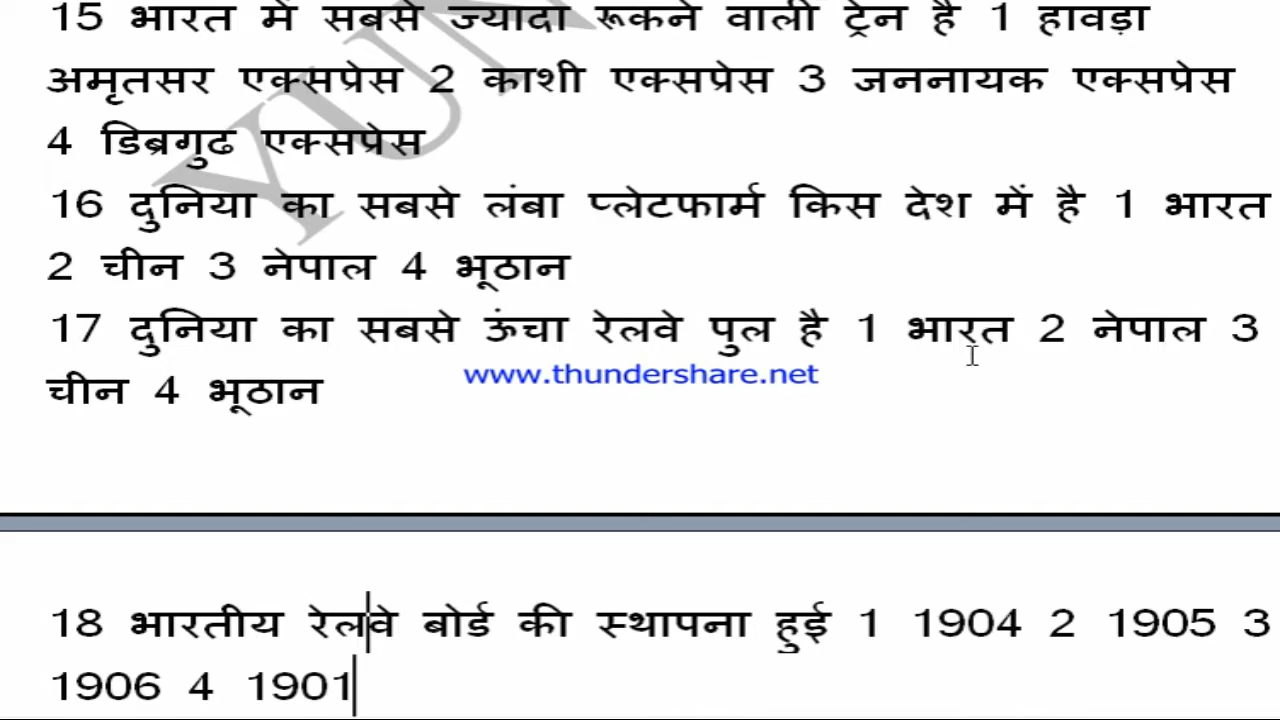 15 भारत में सबसे ज्यादा रूकने वाली ट्रेन है 1 हावड़ा
अमृतसर एक्सप्रेस 2 काशी एक्सप्रेस 3 जननायक एक्सप्रेस
4 डिब्रगुढ एक्सप्रेस
16 दुनिया का सबसे लंबा प्लेटफार्म किस देश में है 1 भारत
2 चीन 3 नेपाल 4 भूठान
17 दुनिया का सबसे ऊंचा रेलवे पुल है 1 भारत 2 नेपाल 3
www.thundershare.net
चीन 4 भूठान
18 भारतीय रेलवे बोर्ड की स्थापना हुई 1 1904 2 1905 3
1906 4 1901